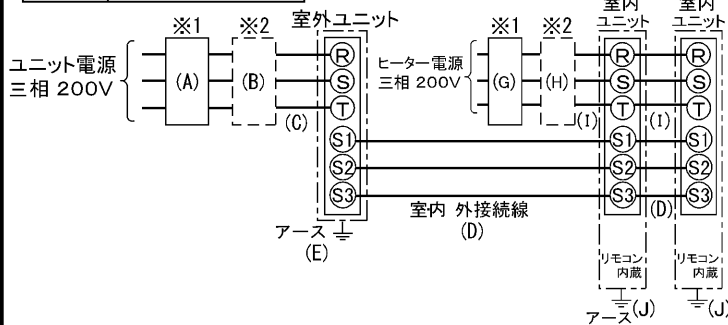 ※1
※2
室外ユニット
ユニット電源
三相 200V
(A)
(B)
(C)
R
S
T
S1
S2
S3
アース
(E)
室内 外接続線
(D)
※1
※2
ヒーター電源
三相 200V
(G)
(H)
(I)
室内
ユニット
R
S
T
S1
S2
S3
リモコン
内蔵
アース
(J)
(I)
(D)
室内
ユニット
R
S
T
S1
S2
S3
リモコン
内蔵
(J)